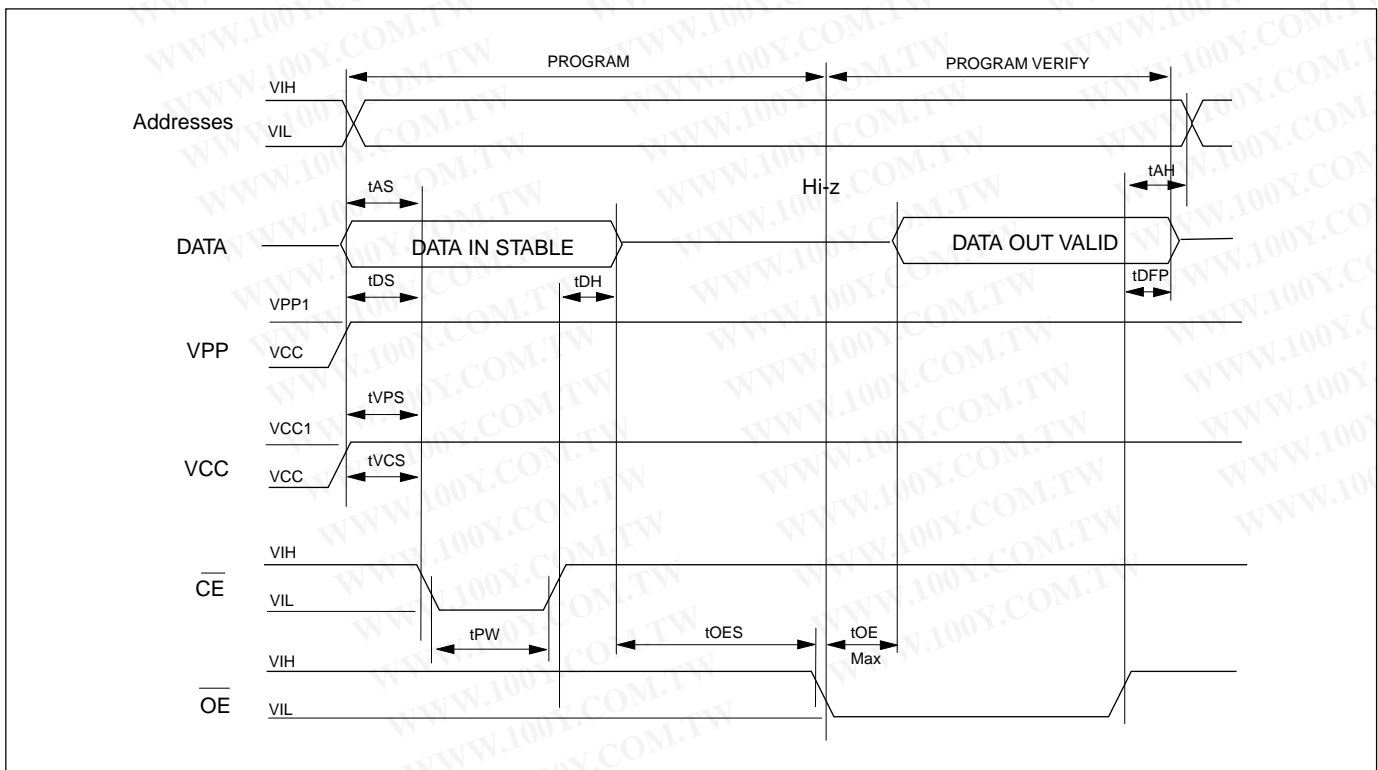 PROGRAM PROGRAM VERIFY
VIH
Addresses
VIL
tAS Hi-z tAH
DATA DATA IN STABLE DATA OUT VALID
tDS tDH tDFP
VPP1
VPP VCC
tVPS
VCC1
VCC VCC tVCS
VIH
CE
VIL
tPW tOES tOE
Max
VIH
OE
VIL
WWW.100Y.COM.TW